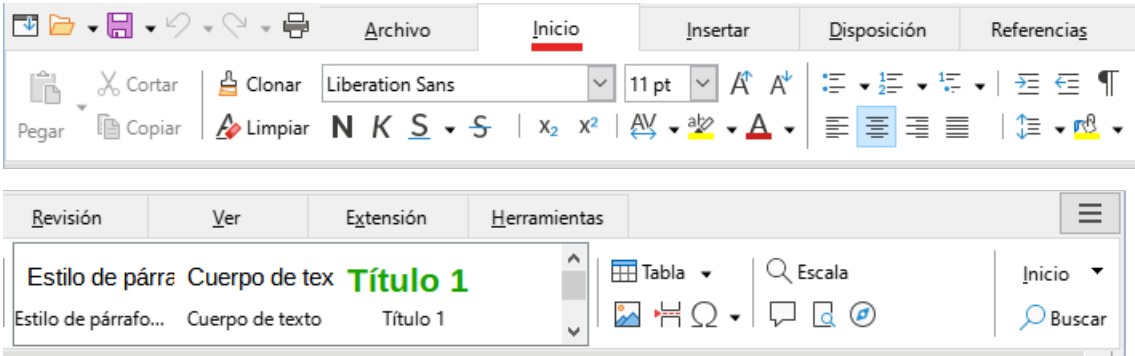 Archivo Inicio Insertar Disposición Referencias
Cortar Clonar Liberation Sans 11 pt
Pegar Copiar Limpiar N K S S x₂ x² AV ab A
Revisión Ver Extensión Herramientas
Estilo de párra Cuerpo de tex Título 1 Tabla Escala Inicio
Estilo de párrafo... Cuerpo de texto Título 1 Ω Buscar